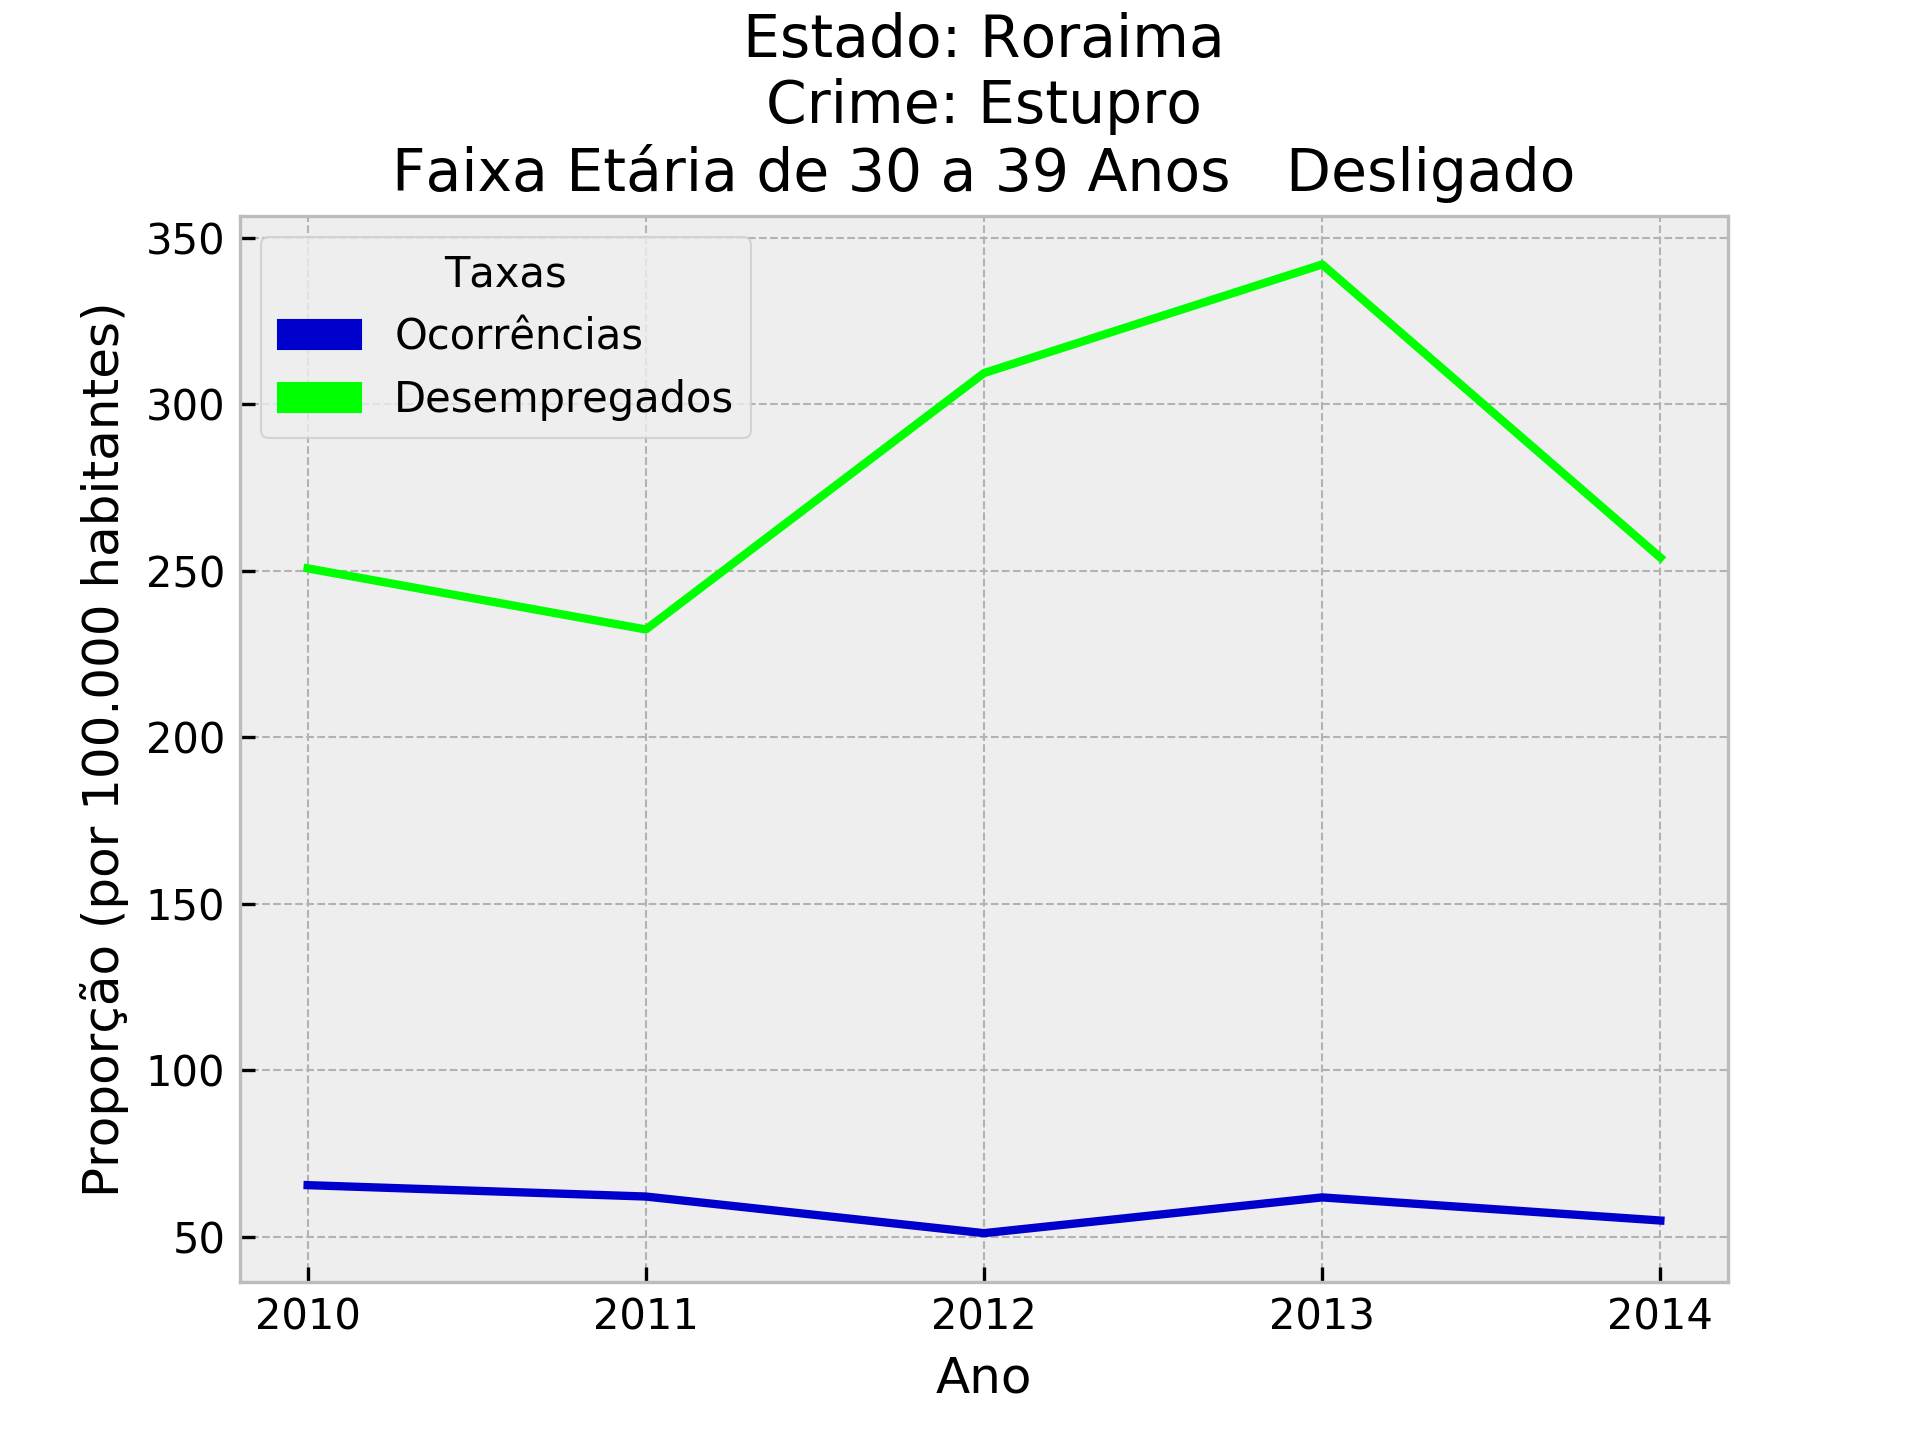 Estado: Roraima
Crime: Estupro
Faixa Etária de 30 a 39 Anos   Desligado
Taxas
Ocorrências
Desempregados
Proporção (por 100.000 habitantes)
350
300
250
200
150
100
50
2010 2011 2012 2013 2014
Ano